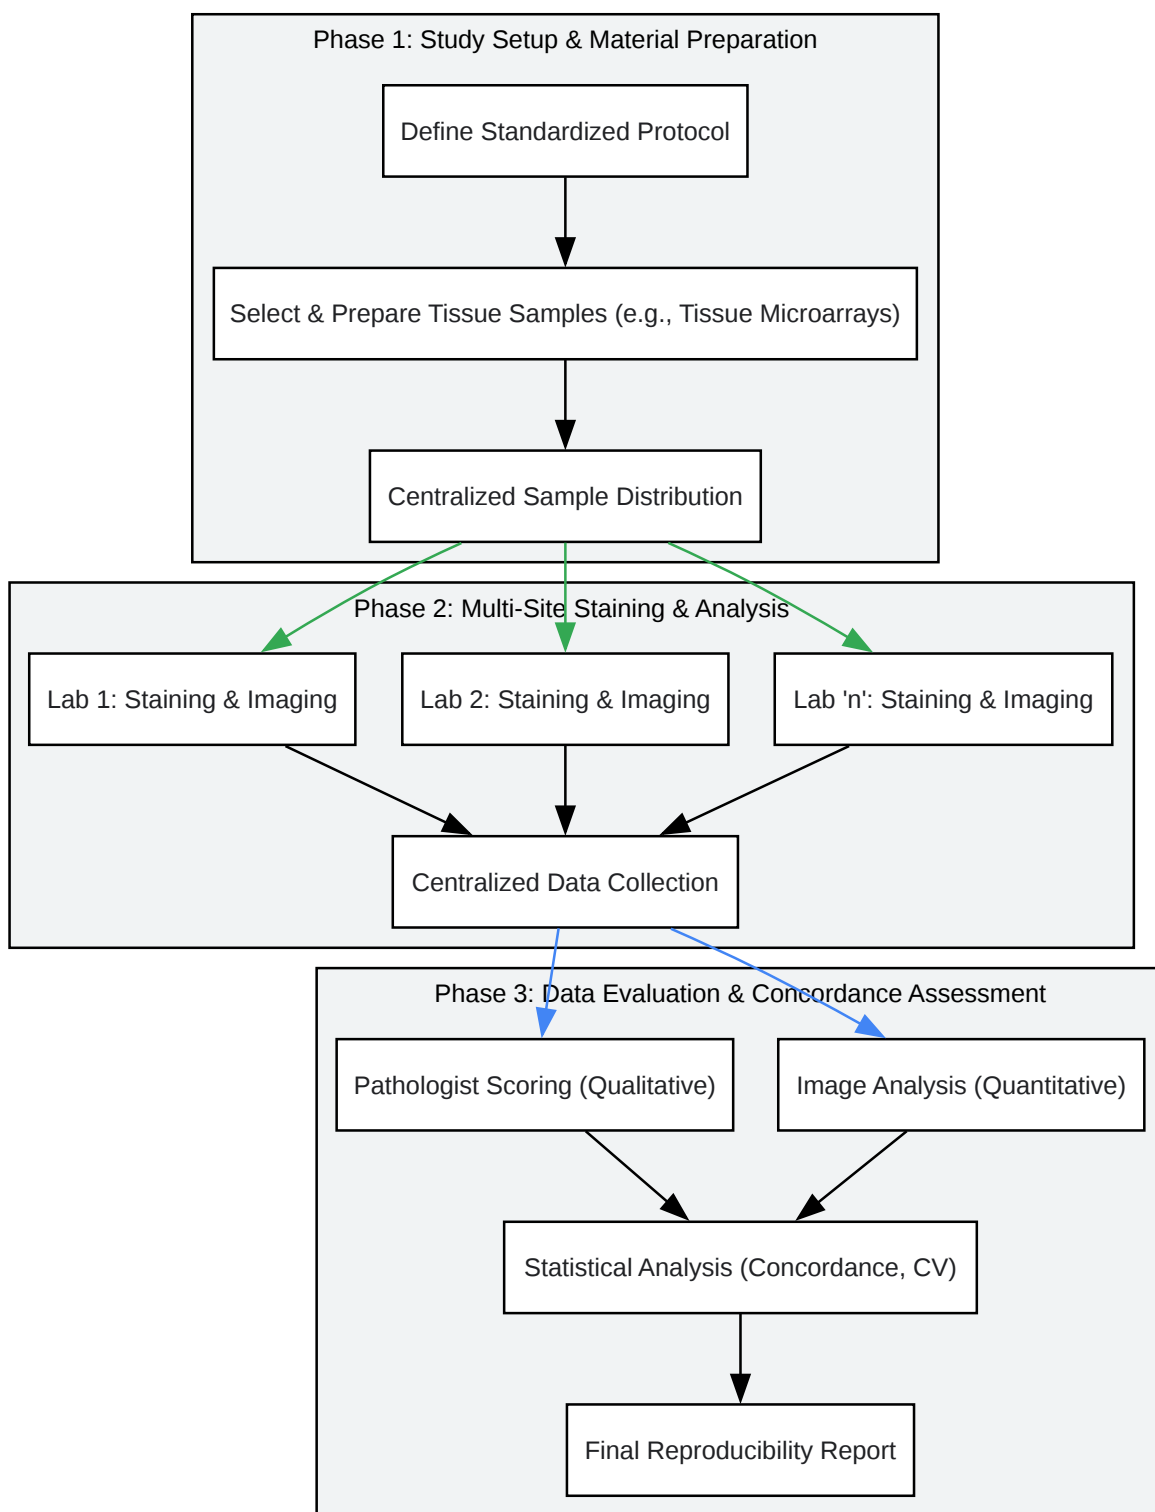 Phase 1: Study Setup & Material Preparation
Define Standardized Protocol
Select & Prepare Tissue Samples (e.g., Tissue Microarrays)
Centralized Sample Distribution
Phase 2: Multi-Site Staining & Analysis
Lab 1: Staining & Imaging
Lab 2: Staining & Imaging
Lab 'n': Staining & Imaging
Centralized Data Collection
Phase 3: Data Evaluation & Concordance Assessment
Pathologist Scoring (Qualitative)
Image Analysis (Quantitative)
Statistical Analysis (Concordance, CV)
Final Reproducibility Report